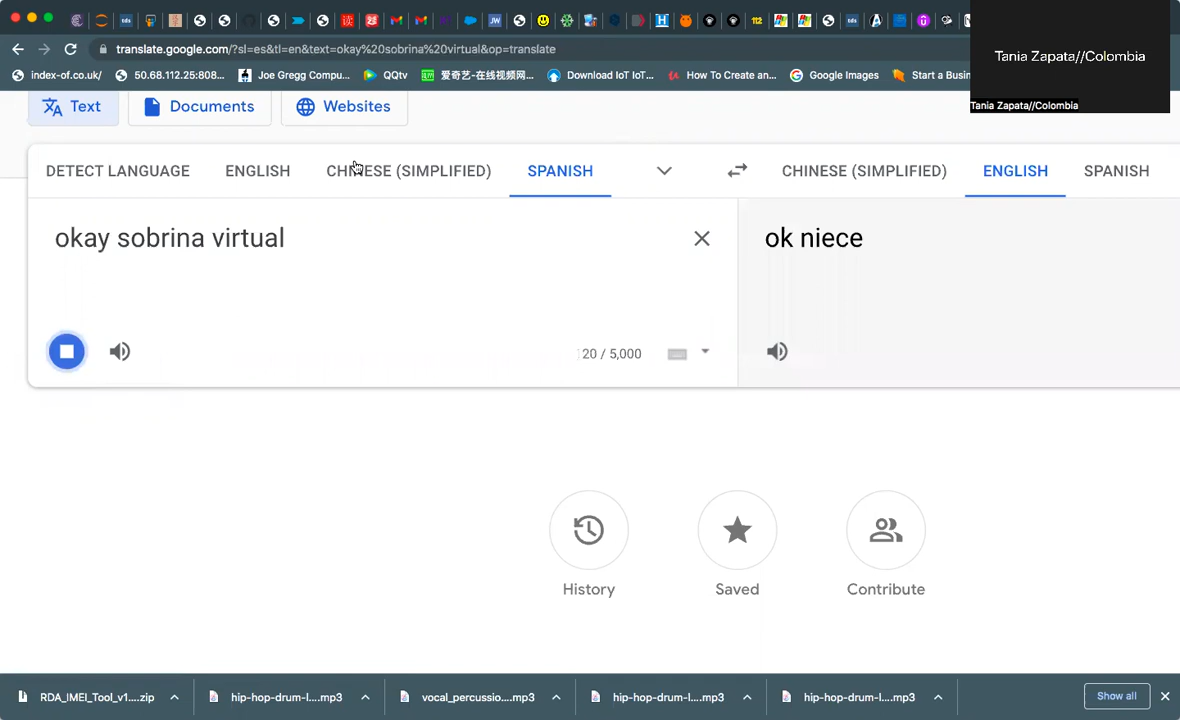 translate.google.com/?sl=es&tl=en&text=okay%20sobrina%20virtual&op=translate
index-of.co.uk/
50.68.112.25:808...
Joe Gregg Compu...
QQtv
爱奇艺-在线视频网...
Download IoT IoT...
How To Create an...
Google Images
Start a Busin
Tania Zapata//Colombia
Tania Zapata//Colombia
Text
Documents
Websites
DETECT LANGUAGE
ENGLISH
CHINESE (SIMPLIFIED)
SPANISH
CHINESE (SIMPLIFIED)
ENGLISH
SPANISH
okay sobrina virtual
ok niece
20 / 5,000
History
Saved
Contribute
RDA_IMEI_Tool_v1....zip
hip-hop-drum-l....mp3
vocal_percussio....mp3
hip-hop-drum-l....mp3
hip-hop-drum-l....mp3
Show all